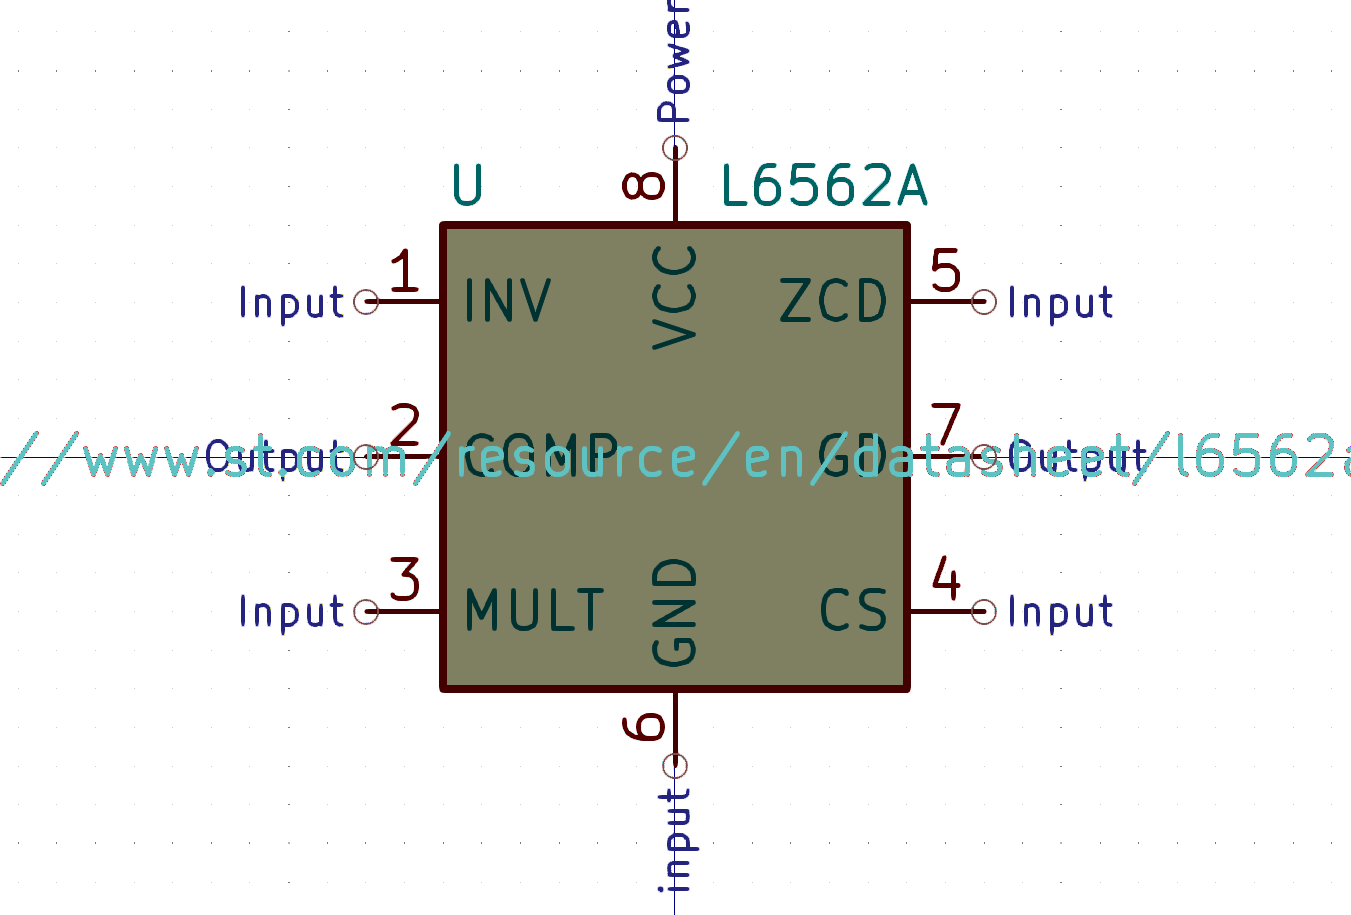 Power
U
8
L6562A
1
5
Input
INV
VCC
ZCD
Input
2
7
Output
COMP
GD
Output
//www.st.com/resource/en/datasheet/l6562a
3
4
Input
MULT
GND
CS
Input
6
input